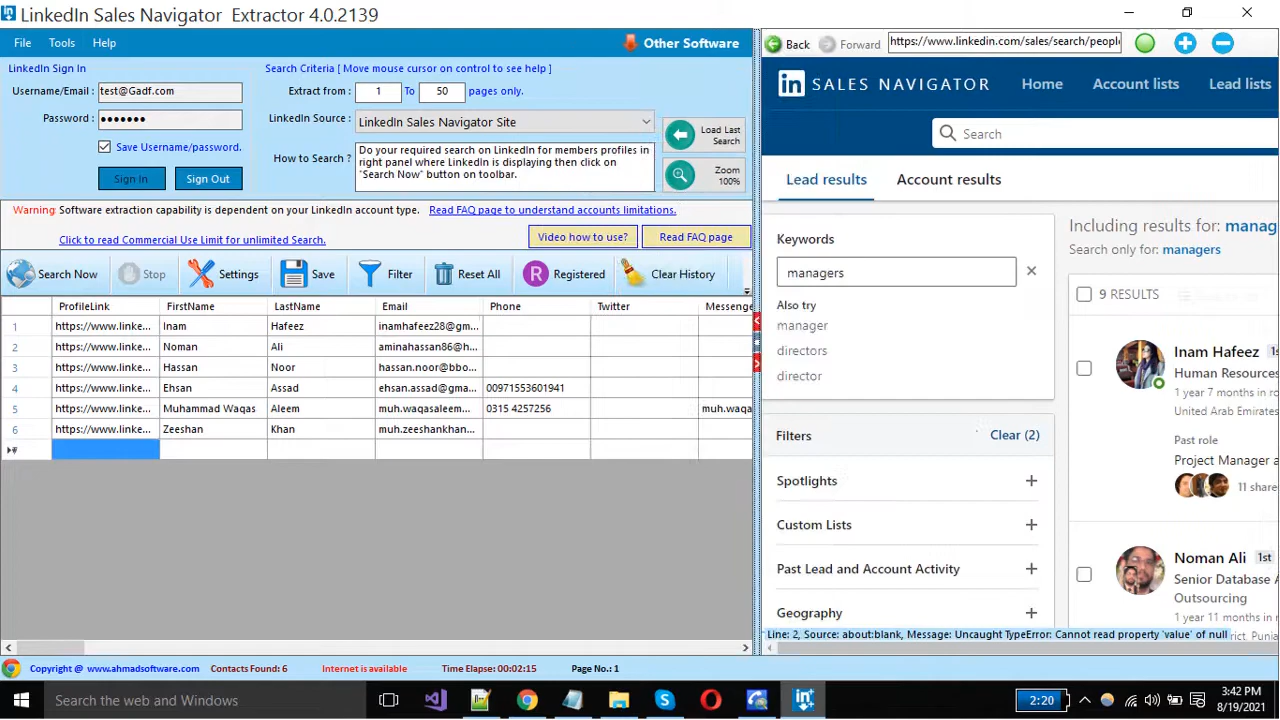 LinkedIn Sales Navigator Extractor 4.0.2139
File Tools Help
Other Software
LinkedIn Sign In
Username/Email : test@Gadf.com
Password : •••••••
Save Username/password.
Sign In Sign Out
Search Criteria [ Move mouse cursor on control to see help ]
Extract from : 1 To 50 pages only.
LinkedIn Source : LinkedIn Sales Navigator Site
How to Search ? Do your required search on LinkedIn for members profiles in
right panel where LinkedIn is displaying then click on
"Search Now" button on toolbar.
Load Last
Search
Zoom
100%
Warning: Software extraction capability is dependent on your LinkedIn account type. Read FAQ page to understand accounts limitations.
Click to read Commercial Use Limit for unlimited Search.
Video how to use? Read FAQ page
Search Now Stop Settings Save Filter Reset All R Registered Clear History
ProfileLink FirstName LastName Email Phone Twitter Messenge
1 https://www.linke... Inam Hafeez inamhafeez28@gm...
2 https://www.linke... Noman Ali aminahassan86@h...
3 https://www.linke... Hassan Noor hassan.noor@bbo...
4 https://www.linke... Ehsan Assad ehsan.assad@gma... 00971553601941
5 https://www.linke... Muhammad Waqas Aleem muh.waqasaleem... 0315 4257256 muh.waqa
6 https://www.linke... Zeeshan Khan muh.zeeshankhan...
Copyright @ www.ahmadsoftware.com Contacts Found: 6 Internet is available Time Elapse: 00:02:15 Page No.: 1
Back Forward https://www.linkedin.com/sales/search/peopl
in SALES NAVIGATOR Home Account lists Lead lists
Search
Lead results Account results
Keywords
managers
Also try
manager
directors
director
Filters Clear (2)
Spotlights
Custom Lists
Past Lead and Account Activity
Geography
Including results for: manag
Search only for: managers
9 RESULTS
Inam Hafeez 1s
Human Resources
1 year 7 months in ro
United Arab Emirates
Past role
Project Manager a
11 share
Noman Ali 1st
Senior Database A
Outsourcing
1 year 11 months in r
trict, Punja
Line: 2, Source: about:blank, Message: Uncaught TypeError: Cannot read property 'value' of null
Search the web and Windows
2:20
3:42 PM
8/19/2021